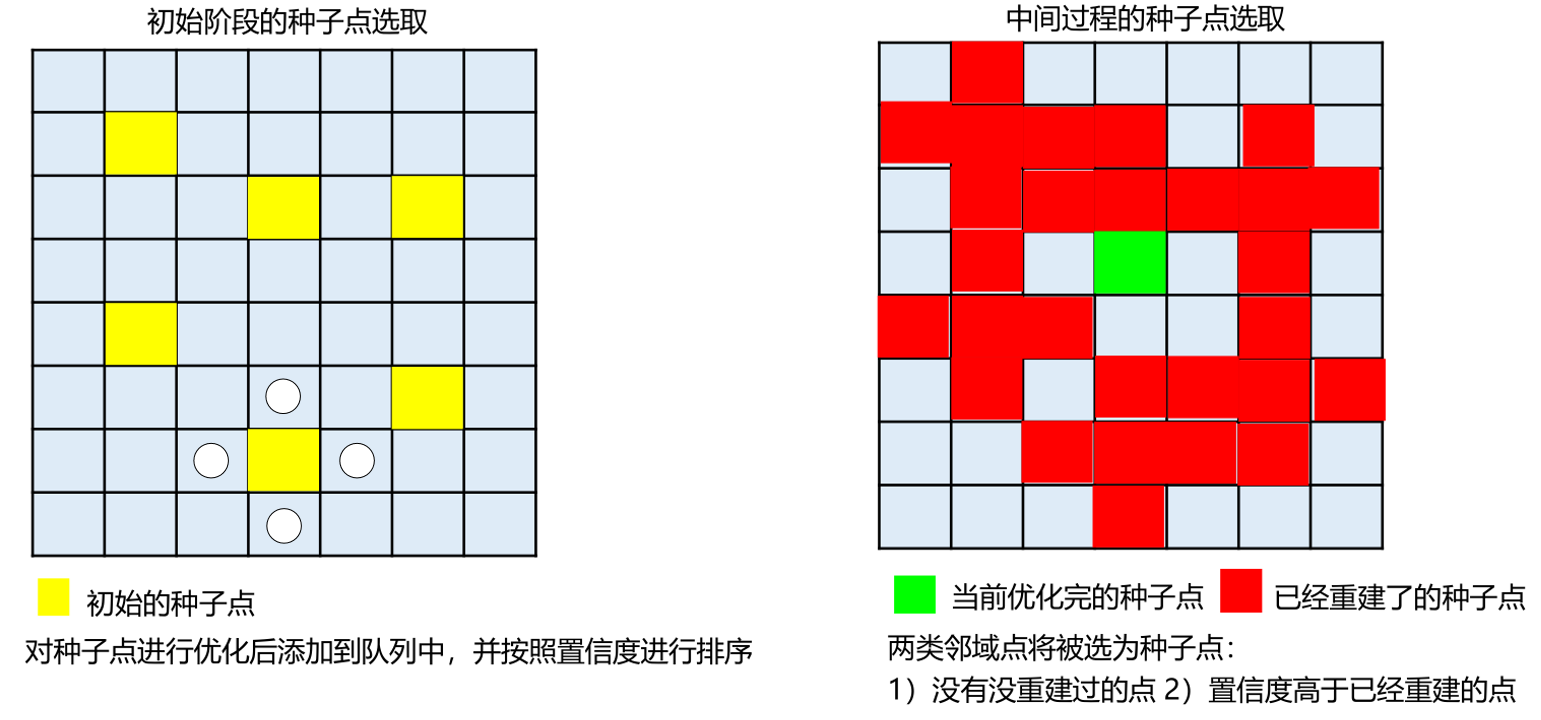 初始阶段的种子点选取
初始的种子点
对种子点进行优化后添加到队列中，并按照置信度进行排序
中间过程的种子点选取
当前优化完的种子点 已经重建了的种子点
两类邻域点将被选为种子点：
1）没有没重建过的点 2）置信度高于已经重建的点